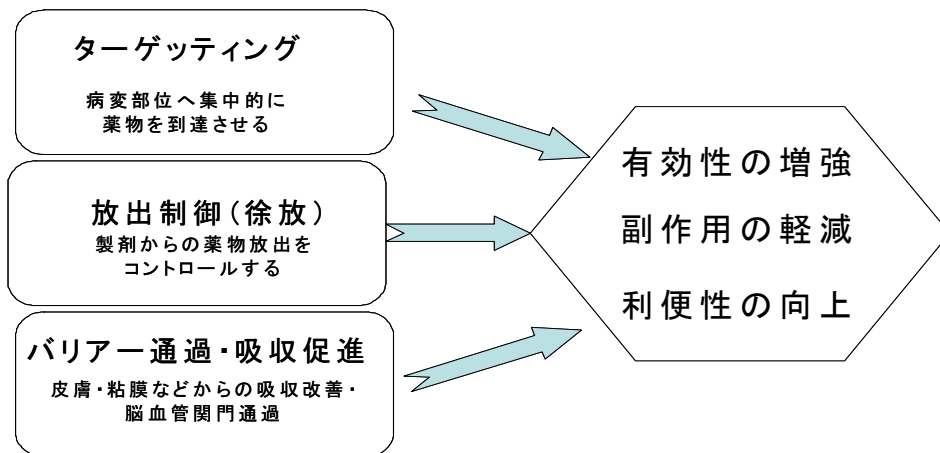 ターゲッティング
病変部位へ集中的に
薬物を到達させる
放出制御(徐放)
製剤からの薬物放出を
コントロールする
バリアー通過・吸収促進
皮膚・粘膜などからの吸収改善・
脳血管関門通過
有効性の増強
副作用の軽減
利便性の向上